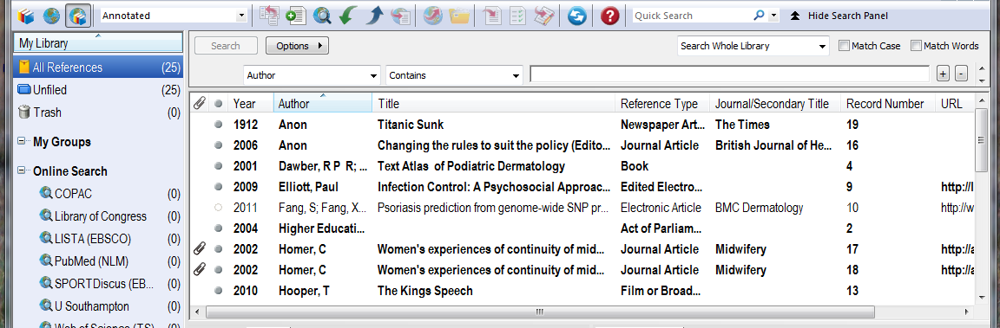 Annotated Quick Search Hide Search Panel
My Library
All References (25)
Unfiled (25)
Trash (0)
My Groups
Online Search
COPAC (0)
Library of Congress (0)
LISTA (EBSCO) (0)
PubMed (NLM) (0)
SPORTDiscus (EB... (0)
U Southampton (0)
Web of Science (TS) (0)
Search Options Search Whole Library Match Case Match Words
Author Contains + -
Year Author Title Reference Type Journal/Secondary Title Record Number URL
1912 Anon Titanic Sunk Newspaper Art... The Times 19
2006 Anon Changing the rules to suit the policy (Edito... Journal Article British Journal of He... 16
2001 Dawber, R P R; ... Text Atlas of Podiatric Dermatology Book 4
2009 Elliott, Paul Infection Control: A Psychosocial Approac... Edited Electro... 9 http://l
2011 Fang, S; Fang, X... Psoriasis prediction from genome-wide SNP pr... Electronic Article BMC Dermatology 10 http://w
2004 Higher Educati... Act of Parliam... 2
2002 Homer, C Women's experiences of continuity of mid... Journal Article Midwifery 17 http://a
2002 Homer, C Women's experiences of continuity of mid... Journal Article Midwifery 18 http://a
2010 Hooper, T The Kings Speech Film or Broad... 13